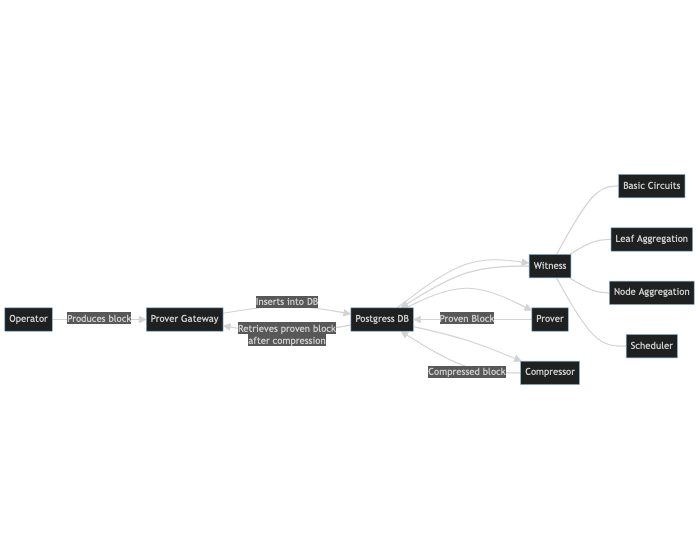 Basic Circuits
Leaf Aggregation
Witness
Node Aggregation
Inserts into DB
Operator
Produces block
Prover Gateway
Retrieves proven block
after compression
Postgress DB
Proven Block
Prover
Scheduler
Compressed block
Compressor